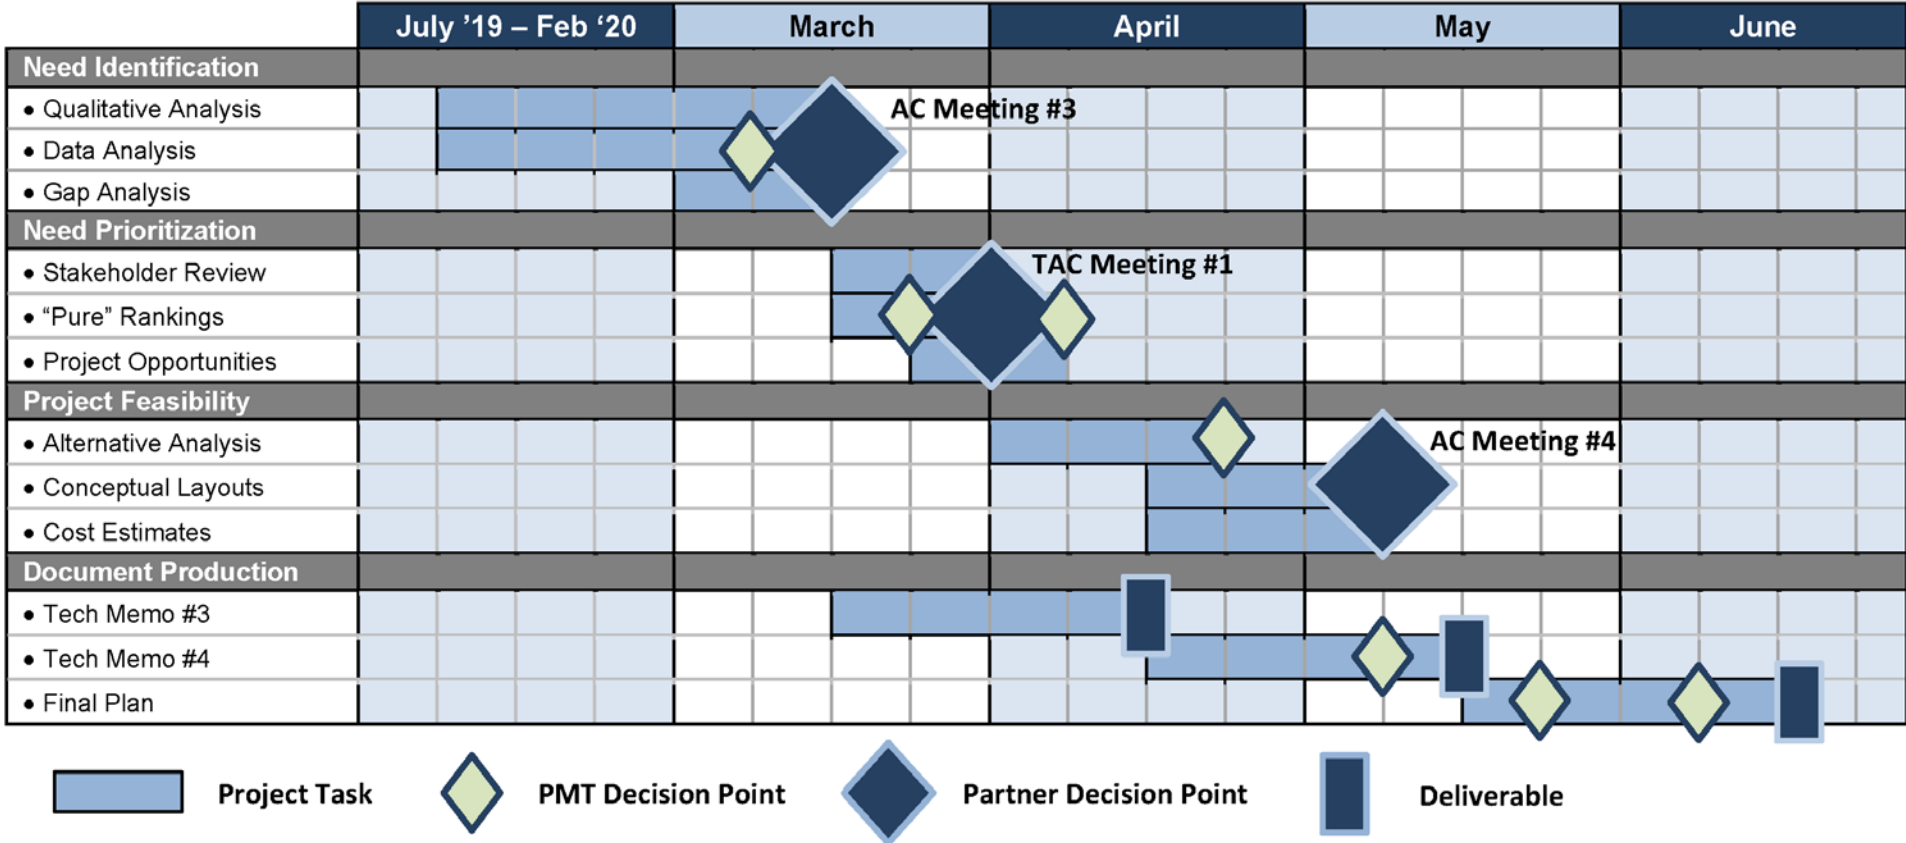 July ’19 – Feb ‘20 March April May June
Need Identification
• Qualitative Analysis AC Meeting #3
• Data Analysis
• Gap Analysis
Need Prioritization
• Stakeholder Review TAC Meeting #1
• “Pure” Rankings
• Project Opportunities
Project Feasibility
• Alternative Analysis AC Meeting #4
• Conceptual Layouts
• Cost Estimates
Document Production
• Tech Memo #3
• Tech Memo #4
• Final Plan
Project Task PMT Decision Point Partner Decision Point Deliverable